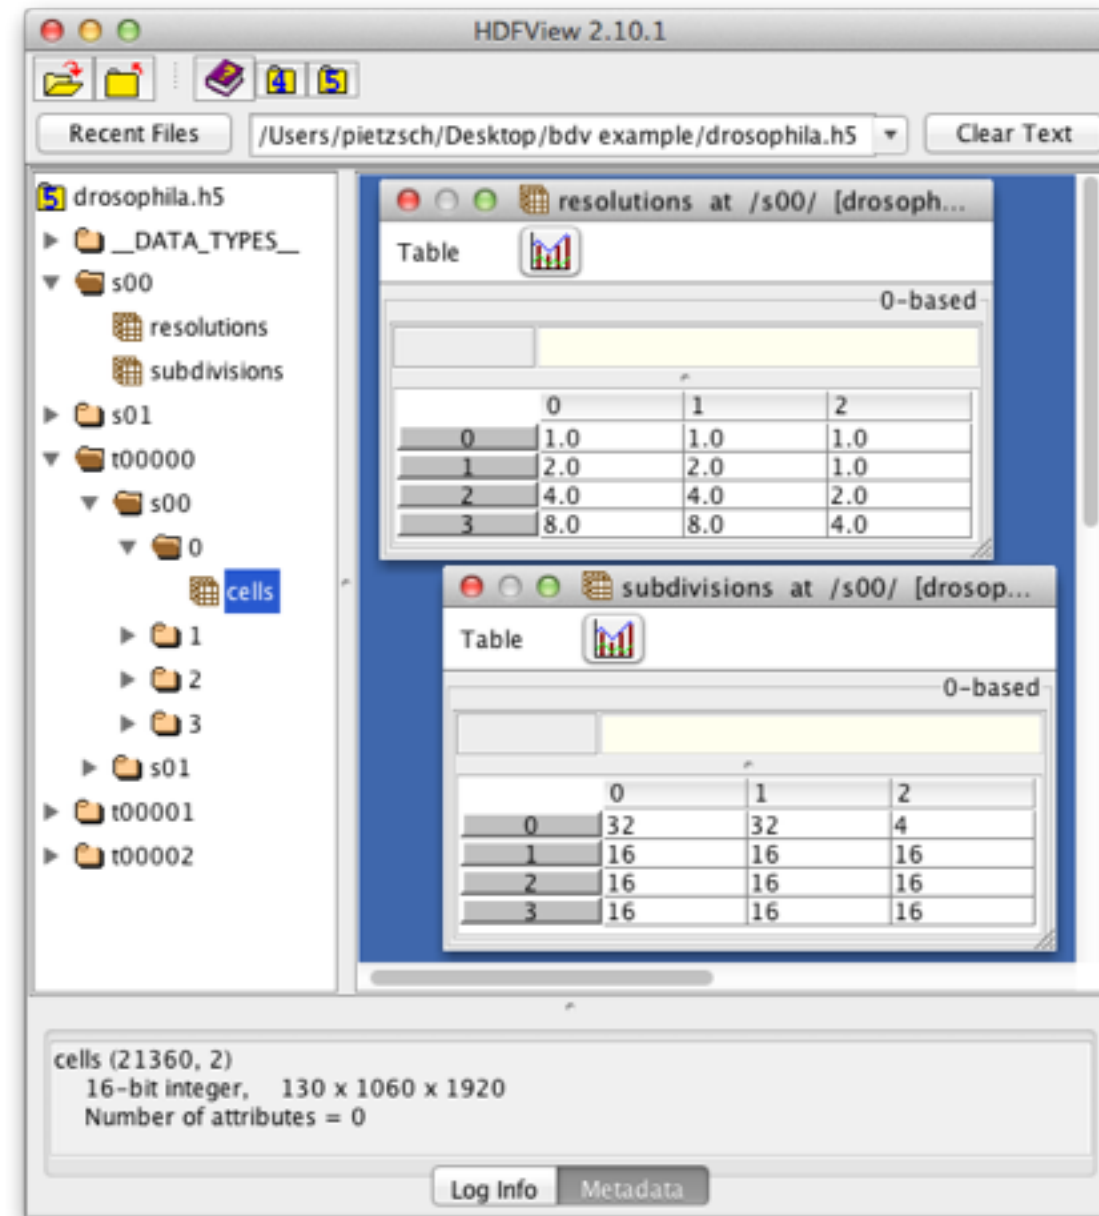 HDFView 2.10.1
4 5
Recent Files /Users/pietzsch/Desktop/bdv example/drosophila.h5 Clear Text
5 drosophila.h5
__DATA_TYPES__
s00
resolutions
subdivisions
s01
t00000
s00
0
cells
1
2
3
s01
t00001
t00002
resolutions at /s00/ [drosoph...
Table
0-based
0 1 2
0 1.0 1.0 1.0
1 2.0 2.0 1.0
2 4.0 4.0 2.0
3 8.0 8.0 4.0
subdivisions at /s00/ [drosop...
Table
0-based
0 1 2
0 32 32 4
1 16 16 16
2 16 16 16
3 16 16 16
cells (21360, 2)
16-bit integer, 130 x 1060 x 1920
Number of attributes = 0
Log Info Metadata